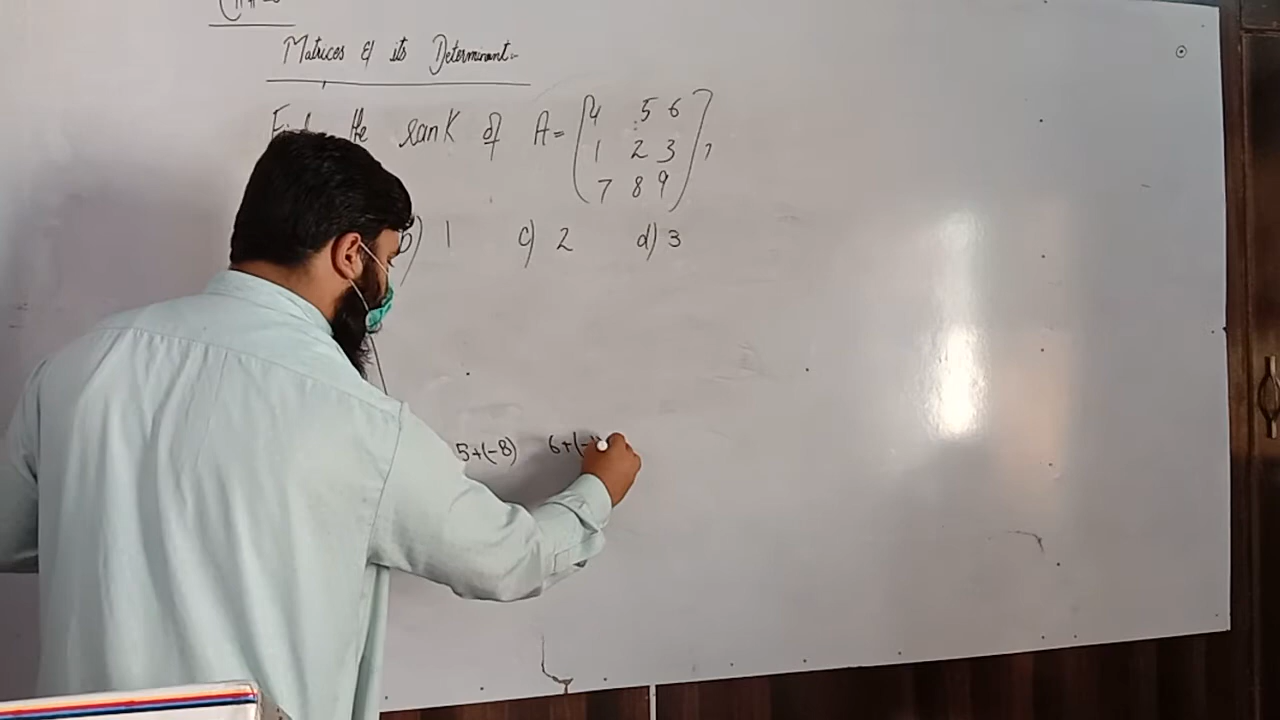 Matrices & its Determinant:-
the rank of A = [4 5 6
1 2 3
7 8 9],
b) 1 c) 2 d) 3
5+(-8) 6+(-1